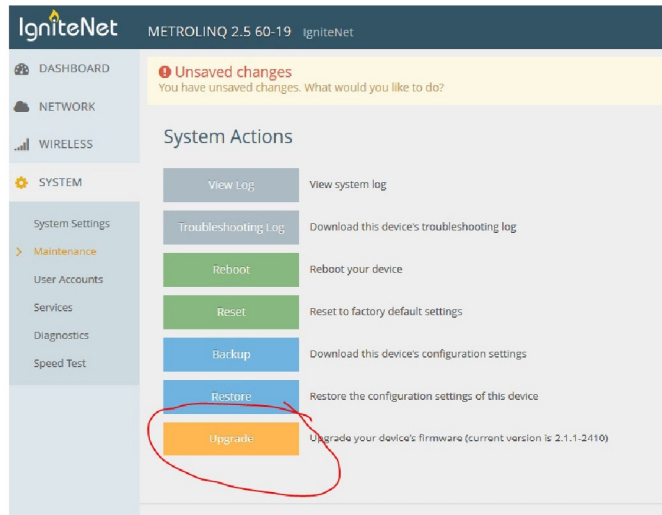 IgniteNet METROLINQ 2.5 60-19 IgniteNet
DASHBOARD
NETWORK
WIRELESS
SYSTEM
System Settings
Maintenance
User Accounts
Services
Diagnostics
Speed Test
Unsaved changes
You have unsaved changes. What would you like to do?
System Actions
View Log View system log
Troubleshooting Log Download this device's troubleshooting log
Reboot Reboot your device
Reset Reset to factory default settings
Backup Download this device's configuration settings
Restore Restore the configuration settings of this device
Upgrade Upgrade your device's firmware (current version is 2.1.1-2410)